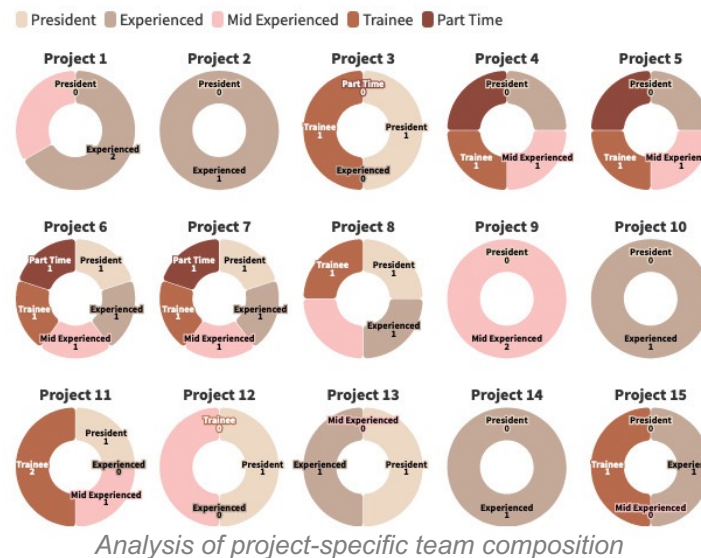 President Experienced Mid Experienced Trainee Part Time
Project 1 Project 2 Project 3 Project 4 Project 5
President
0
Experienced
2
President
0
Experienced
1
Part Time
0
Trainee
1
President
1
Experienced
0
President
0
Trainee
1
Mid Experienced
1
President
0
Trainee
1
Mid Experienced
1
Project 6 Project 7 Project 8 Project 9 Project 10
Part Time
1
President
1
Trainee
1
Experienced
1
Mid Experienced
1
Part Time
1
President
1
Trainee
1
Experienced
1
Mid Experienced
1
Trainee
1
President
1
Experienced
1
President
0
Mid Experienced
2
President
0
Experienced
1
Project 11 Project 12 Project 13 Project 14 Project 15
President
1
Trainee
2
Experienced
0
Mid Experienced
1
Trainee
0
President
1
Experienced
0
Mid Experienced
0
Experienced
1
President
1
President
0
Experienced
1
President
0
Trainee
1
Experienced
1
Mid Experienced
0
Analysis of project-specific team composition